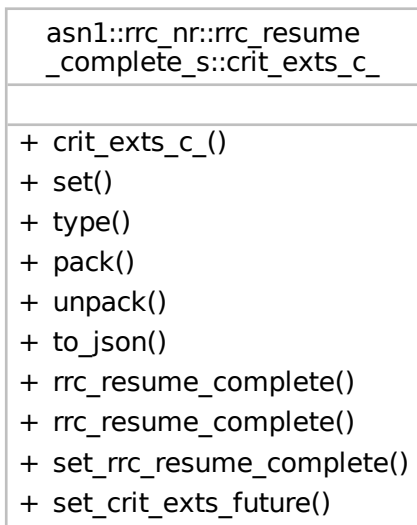 asn1::rrc_nr::rrc_resume
_complete_s::crit_exts_c_
+ crit_exts_c_()
+ set()
+ type()
+ pack()
+ unpack()
+ to_json()
+ rrc_resume_complete()
+ rrc_resume_complete()
+ set_rrc_resume_complete()
+ set_crit_exts_future()